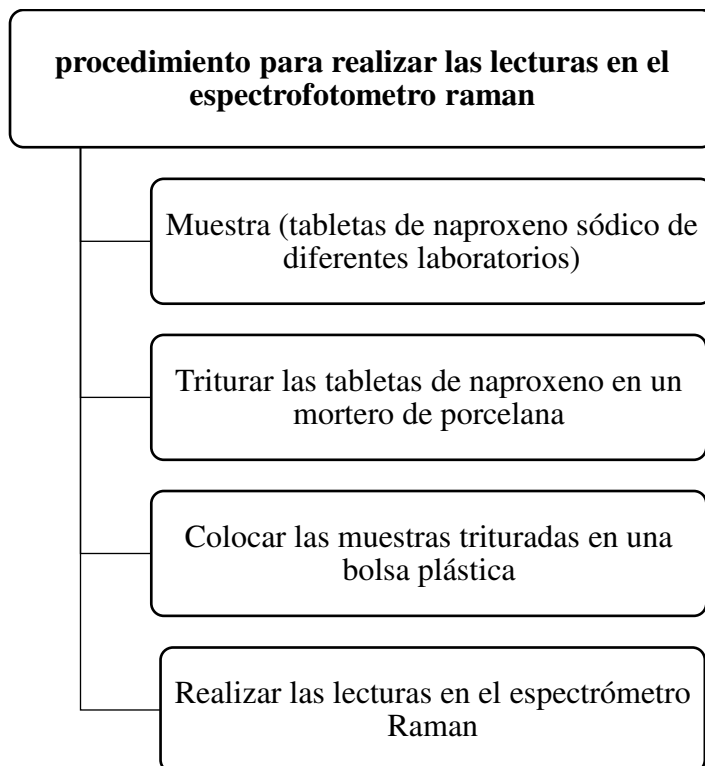 procedimiento para realizar las lecturas en el
espectrofotometro raman
Muestra (tabletas de naproxeno sódico de
diferentes laboratorios)
Triturar las tabletas de naproxeno en un
mortero de porcelana
Colocar las muestras trituradas en una
bolsa plástica
Realizar las lecturas en el espectrómetro
Raman